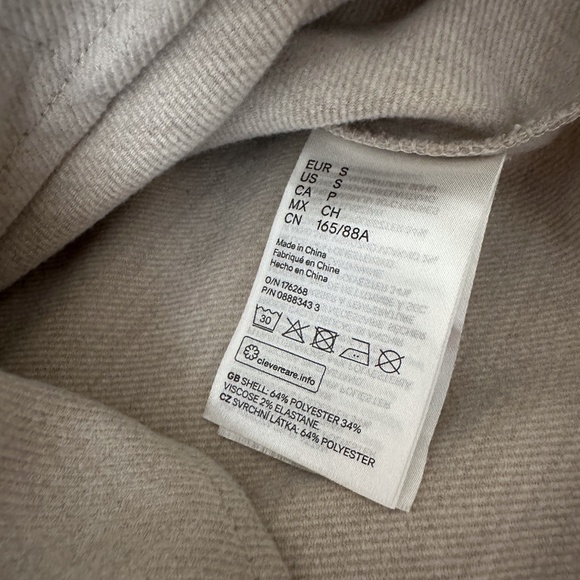 EUR S
US S
CA P
MX CH
CN 165/88A
Made in China
Fabriqué en Chine
Hecho en China
O/N 176268
P/N 0888343 3
30
clevercare.info
GB SHELL: 64% POLYESTER 34%
VISCOSE 2% ELASTANE.
CZ SVRCHNÍ LÁTKA: 64% POLYESTER